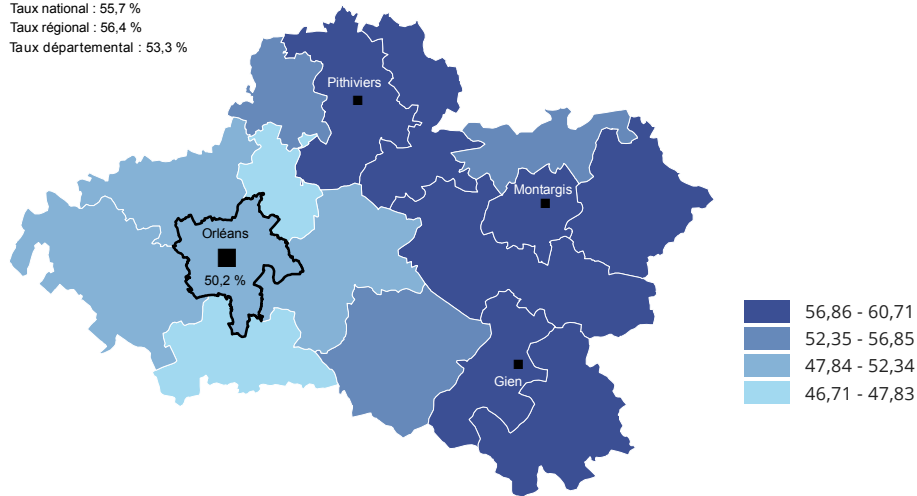 Taux national : 55,7 %
Taux régional : 56,4 %
Taux départemental : 53,3 %
Pithiviers
Montargis
Orléans
50,2 %
Gien
56,86 - 60,71
52,35 - 56,85
47,84 - 52,34
46,71 - 47,83